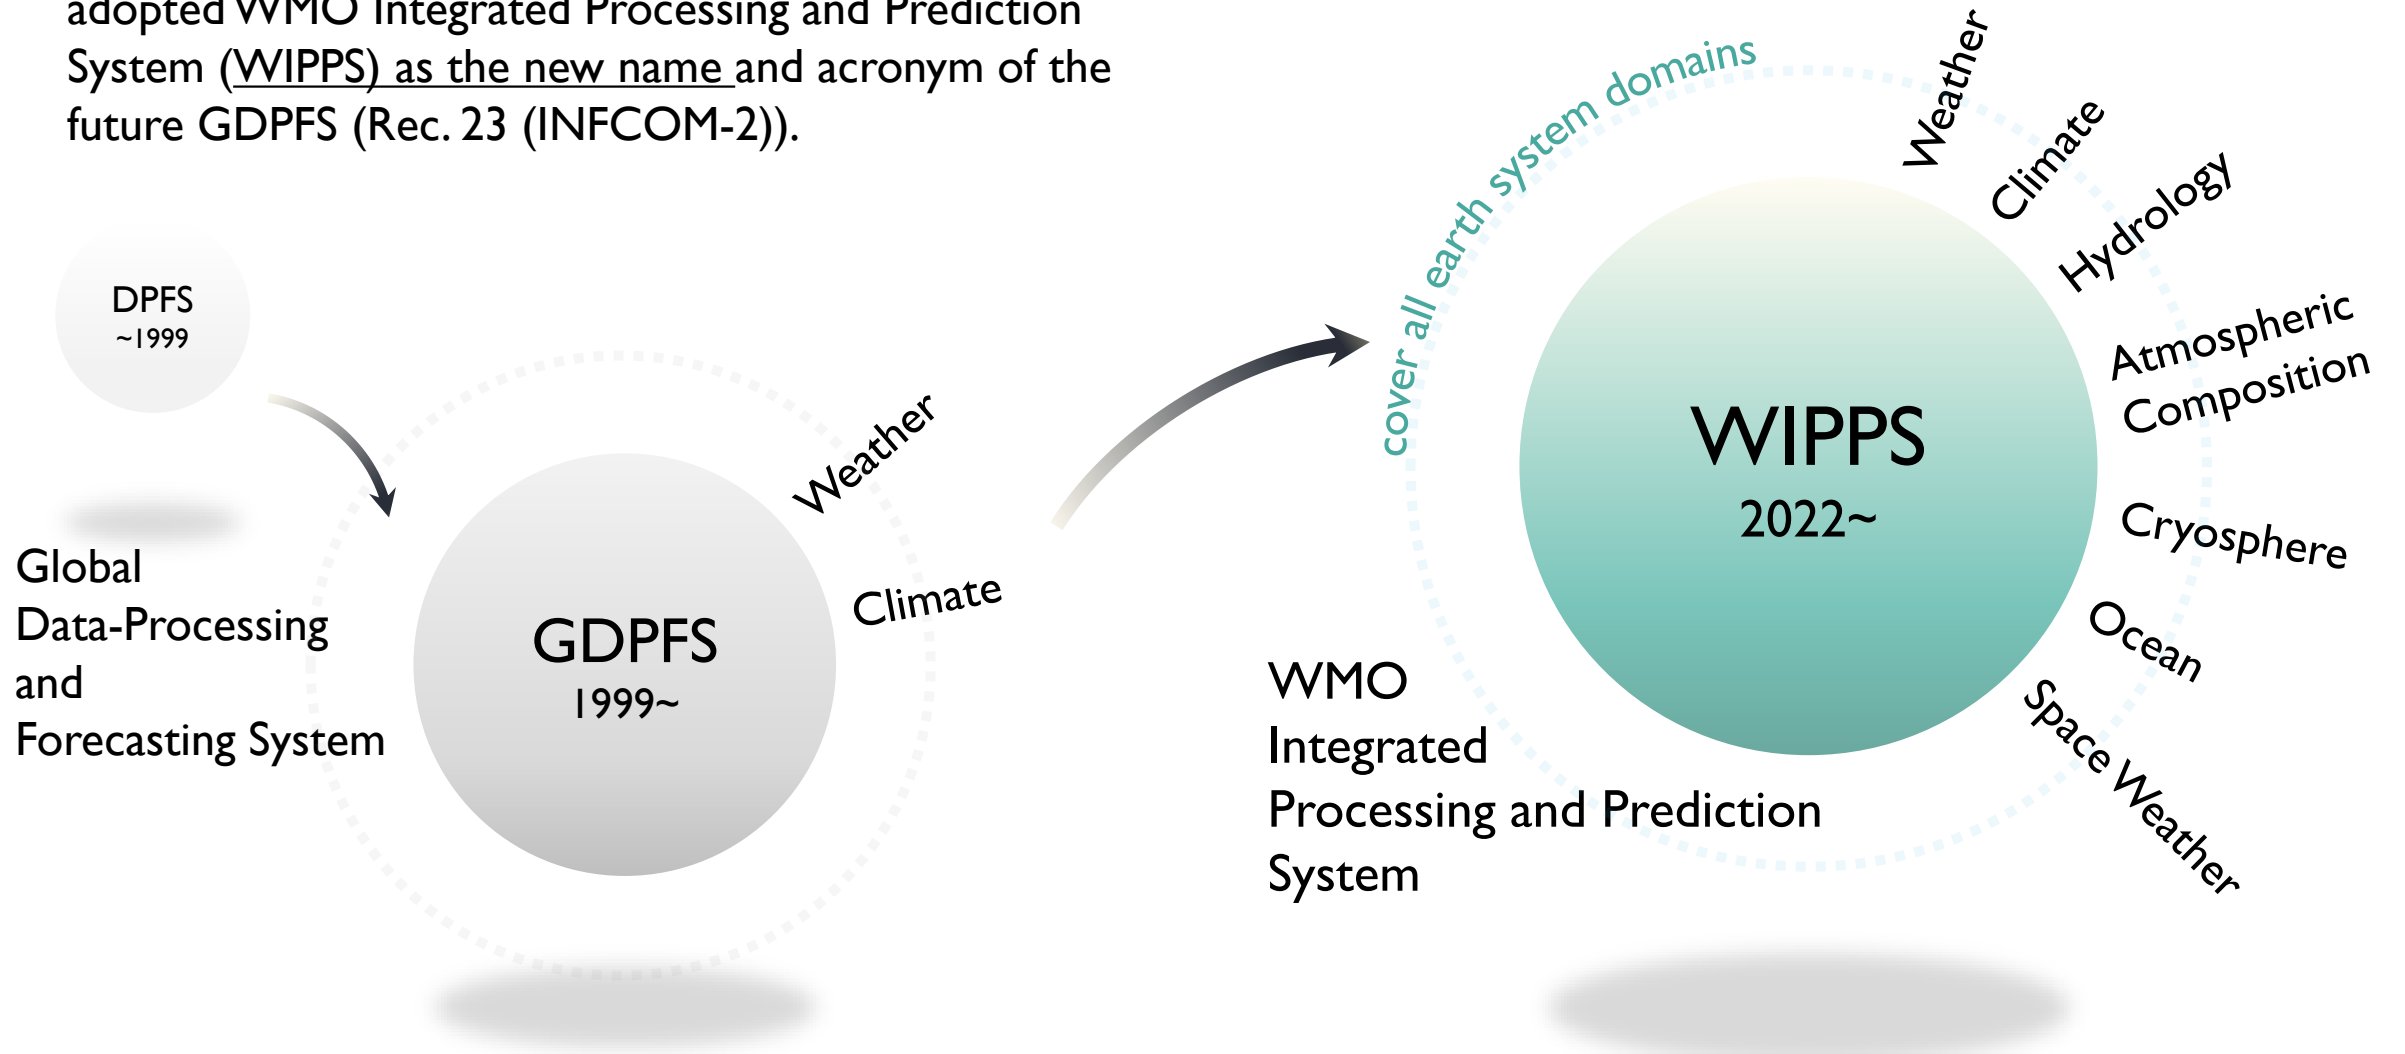 adopted WMO Integrated Processing and Prediction
System (WIPPS) as the new name and acronym of the
future GDPFS (Rec. 23 (INFCOM-2)).
DPFS
~1999
Global
Data-Processing
and
Forecasting System
GDPFS
1999~
Weather
Climate
cover all earth system domains
WIPPS
2022~
WMO
Integrated
Processing and Prediction
System
Weather
Climate
Hydrology
Atmospheric
Composition
Cryosphere
Ocean
Space Weather